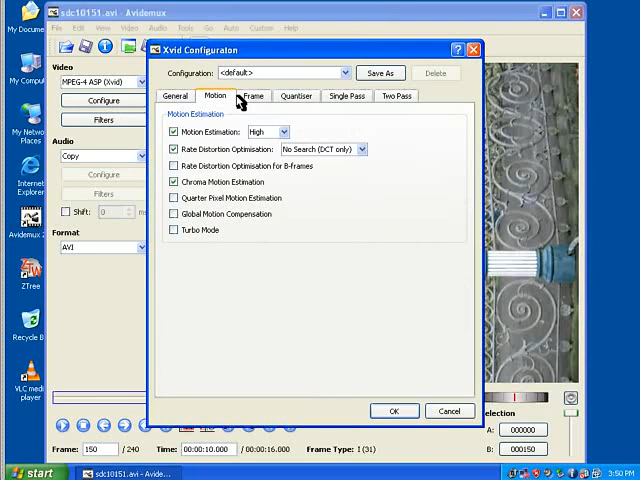 My Docume
My Compu
My Network
Places
Internet
Explorer
Avidemux 2
ZTree
Recycle B
VLC media
player
sdc10151.avi - Avidemux
File
Edit
View
Video
Audio
Auto
Custom
Help
Video
MPEG-4 ASP (Xvid)
Configure
Filters
Audio
Copy
Configure
Filters
Shift:
0
ms
Format
AVI
Xvid Configuration
Configuration:
<default>
Save As
Delete
General
Motion
Frame
Quantiser
Single Pass
Two Pass
Motion Estimation
Motion Estimation:
High
Rate Distortion Optimisation:
No Search (DCT only)
Rate Distortion Optimisation for B-frames
Chroma Motion Estimation
Quarter Pixel Motion Estimation
Global Motion Compensation
Turbo Mode
OK
Cancel
Selection
A:
000000
B:
000150
Frame:
150
/ 240
Time:
00:00:10.000
/ 00:00:16.000
Frame Type: I (31)
start
sdc10151.avi - Avide...
3:50 PM